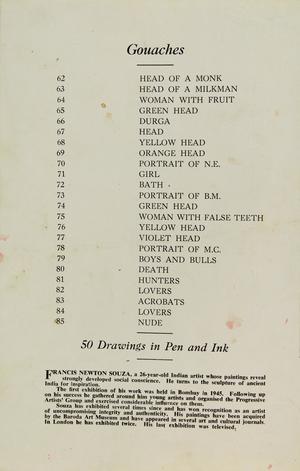 Gouaches
62 HEAD OF A MONK
63 HEAD OF A MILKMAN
64 WOMAN WITH FRUIT
65 GREEN HEAD
66 DURGA
67 HEAD
68 YELLOW HEAD
69 ORANGE HEAD
70 PORTRAIT OF N.E.
71 GIRL
72 BATH
73 PORTRAIT OF B.M.
74 GREEN HEAD
75 WOMAN WITH FALSE TEETH
76 YELLOW HEAD
77 VIOLET HEAD
78 PORTRAIT OF M.C.
79 BOYS AND BULLS
80 DEATH
81 HUNTERS
82 LOVERS
83 ACROBATS
84 LOVERS
85 NUDE
50 Drawings in Pen and Ink
FRANCIS NEWTON SOUZA, a 26-year-old Indian artist whose paintings reveal
strongly developed social conscience. He turns to the sculpture of ancient
India for inspiration.
The first exhibition of his work was held in Bombay in 1945. Following up
on his success he gathered around him young artists and organised the Progressive
Artists' Group and exercised considerable influence on them.
Souza has exhibited several times since and has won recognition as an artist
of uncompromising integrity and authenticity. His paintings have been acquired
by the Baroda Art Museum and have appeared in several art and cultural journals.
In London he has exhibited twice. His last exhibition was televised.